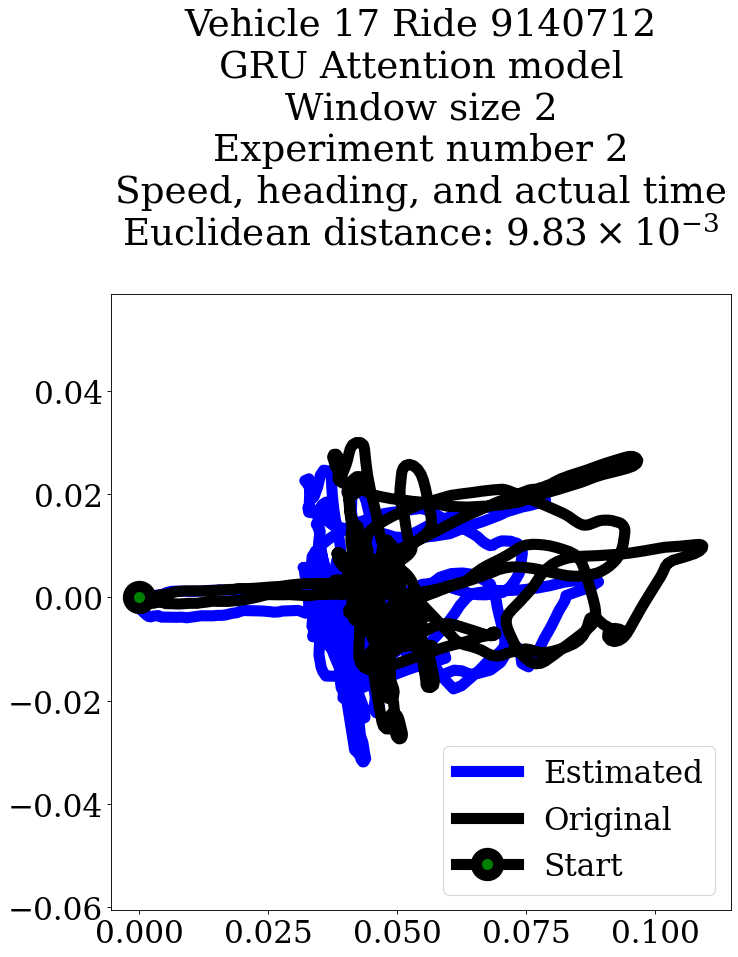 Vehicle 17 Ride 9140712
GRU Attention model
Window size 2
Experiment number 2
Speed, heading, and actual time
Euclidean distance: 9.83 × 10⁻³
0.04
0.02
0.00
−0.02
−0.04
−0.06
0.000 0.025 0.050 0.075 0.100
Estimated
Original
Start